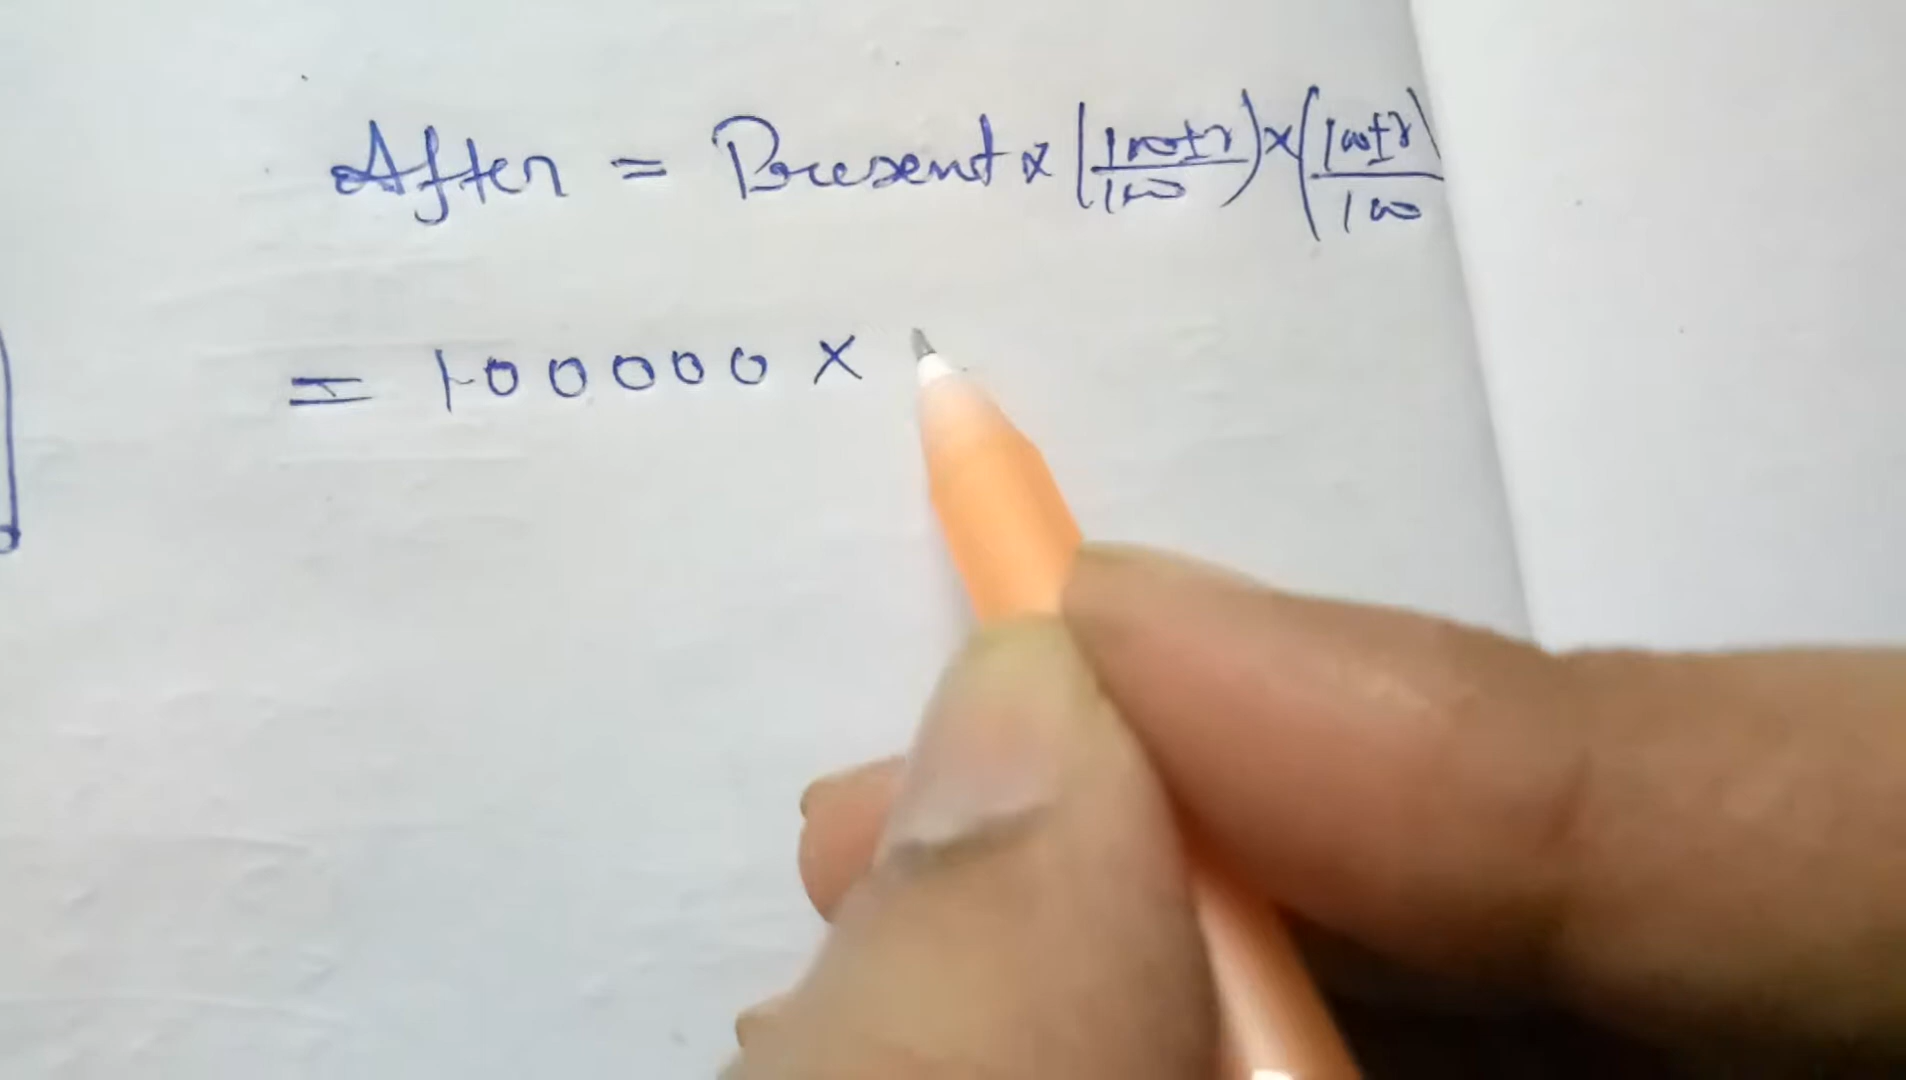 After = Present × (100±r/100) × (100±r/100
= 100000 ×